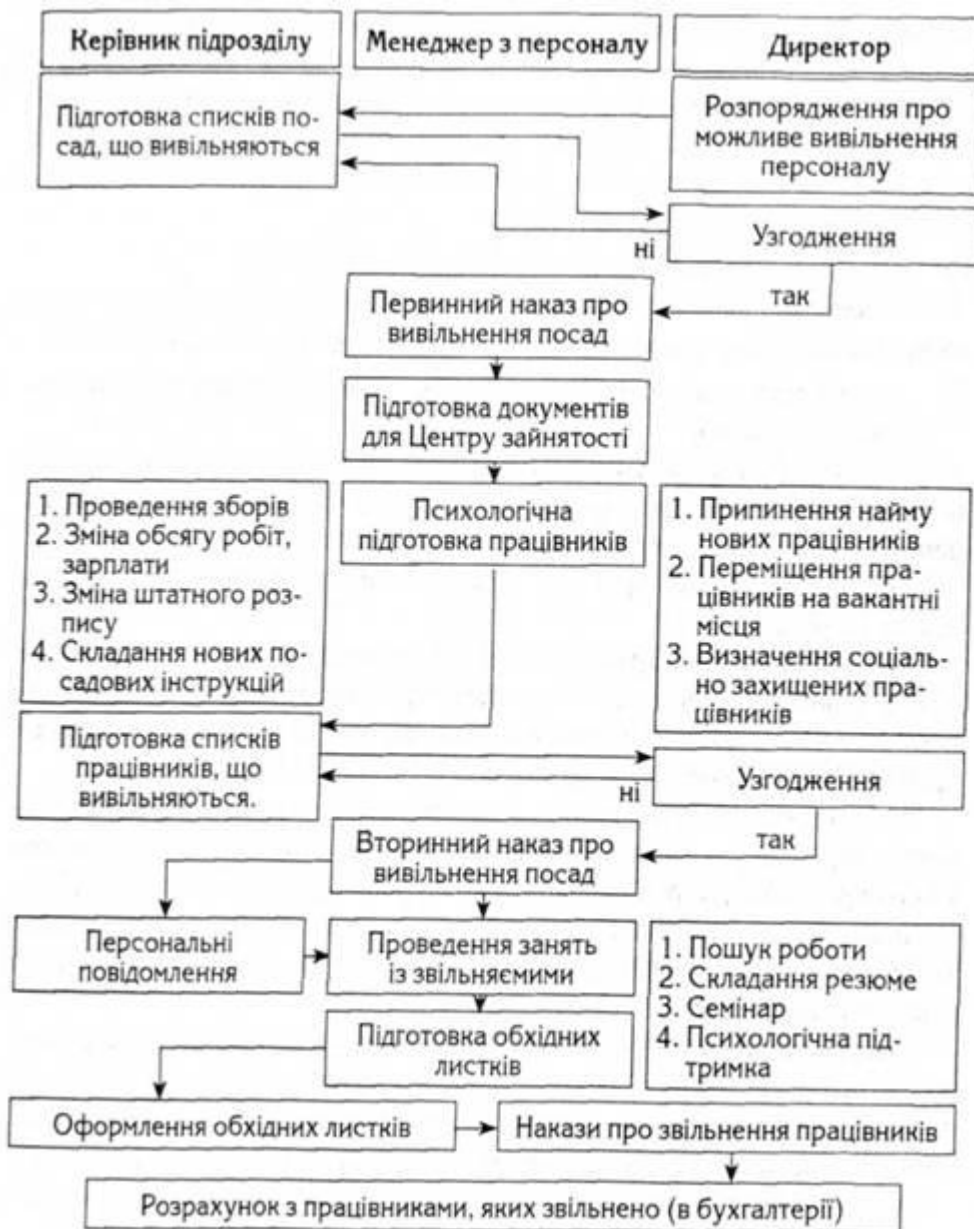 Керівник підрозділу
Менеджер з персоналу
Директор
Підготовка списків по-
сад, що вивільняються
Розпорядження про
можливе вивільнення
персоналу
Узгодження
ні
так
Первинний наказ про
вивільнення посад
Підготовка документів
для Центру зайнятості
Психологічна
підготовка працівників
1. Проведення зборів
2. Зміна обсягу робіт,
зарплати
3. Зміна штатного роз-
пису
4. Складання нових по-
садових інструкцій
1. Припинення найму
нових працівників
2. Переміщення пра-
цівників на вакантні
місця
3. Визначення соціаль-
но захищених пра-
цівників
Підготовка списків
працівників, що
вивільняються.
Узгодження
ні
так
Вторинний наказ про
вивільнення посад
Персональні
повідомлення
Проведення занять
із звільняємими
1. Пошук роботи
2. Складання резюме
3. Семінар
4. Психологічна під-
тримка
Підготовка обхідних
листків
Оформлення обхідних листків
Накази про звільнення працівників
Розрахунок з працівниками, яких звільнено (в бухгалтерії)